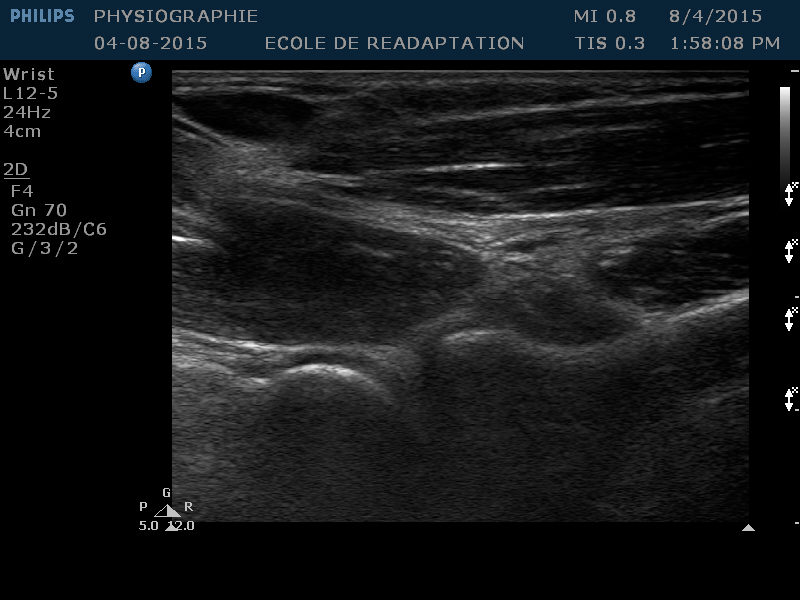 PHILIPS PHYSIOGRAPHIE MI 0.8 8/4/2015
04-08-2015 ECOLE DE READAPTATION TIS 0.3 1:58:08 PM
Wrist
P
L12-5
24Hz
4cm
2D
F4
Gn 70
232dB/C6
G/3/2
G
P R
5.0 12.0